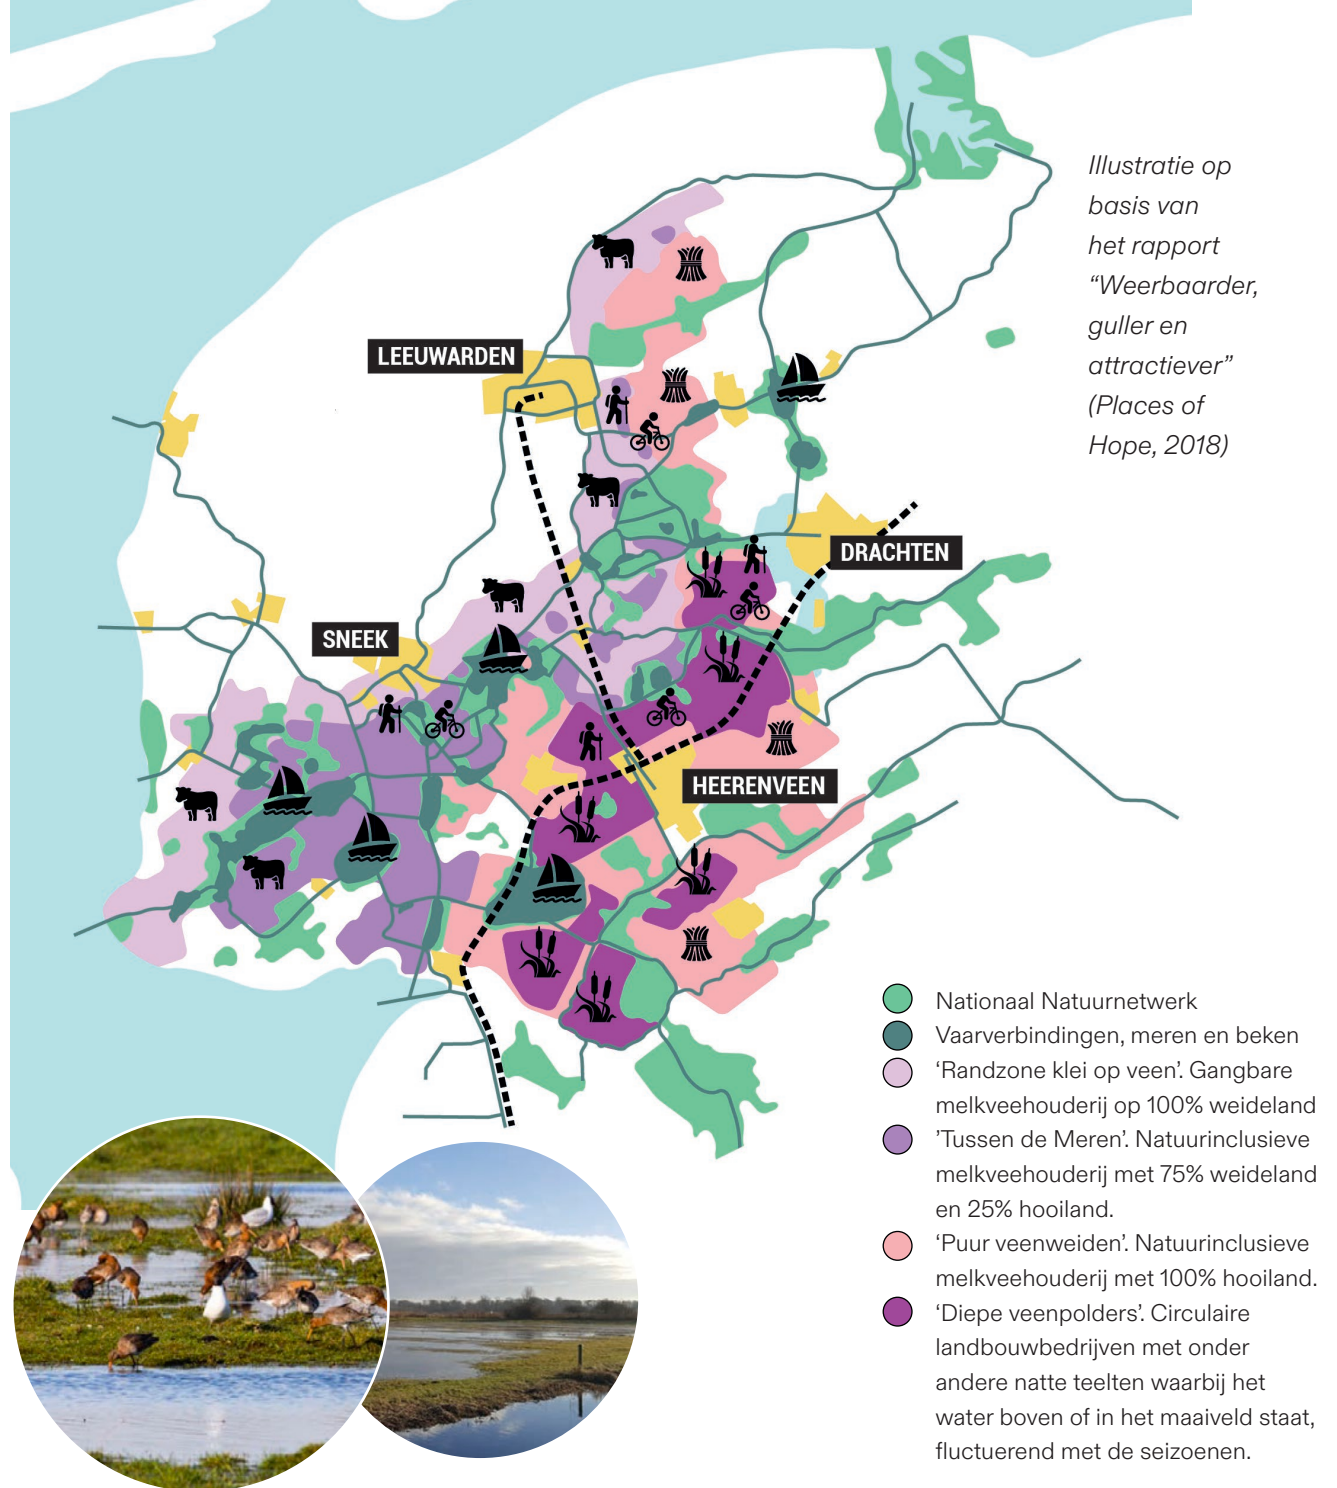 Illustratie op
basis van
het rapport
“Weerbaarder,
guller en
attractiever”
(Places of
Hope, 2018)
LEEUWARDEN
DRACHTEN
SNEEK
HEERENVEEN
Nationaal Natuurnetwerk
Vaarverbindingen, meren en beken
‘Randzone klei op veen’. Gangbare
melkveehouderij op 100% weideland
’Tussen de Meren’. Natuurinclusieve
melkveehouderij met 75% weideland
en 25% hooiland.
‘Puur veenweiden’. Natuurinclusieve
melkveehouderij met 100% hooiland.
‘Diepe veenpolders’. Circulaire
landbouwbedrijven met onder
andere natte teelten waarbij het
water boven of in het maaiveld staat,
fluctuerend met de seizoenen.